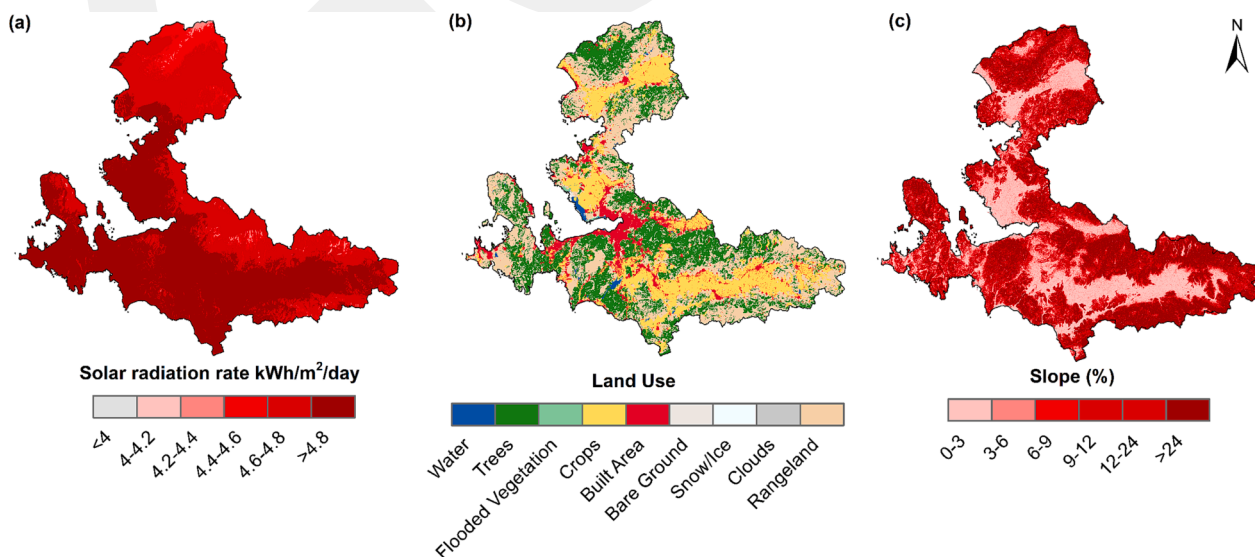 (a)
(b)
(c)
N
Solar radiation rate kWh/m²/day
<4
4-4.2
4.2-4.4
4.4-4.6
4.6-4.8
>4.8
Land Use
Water
Trees
Flooded Vegetation
Crops
Built Area
Bare Ground
Snow/Ice
Clouds
Rangeland
Slope (%)
0-3
3-6
6-9
9-12
12-24
>24